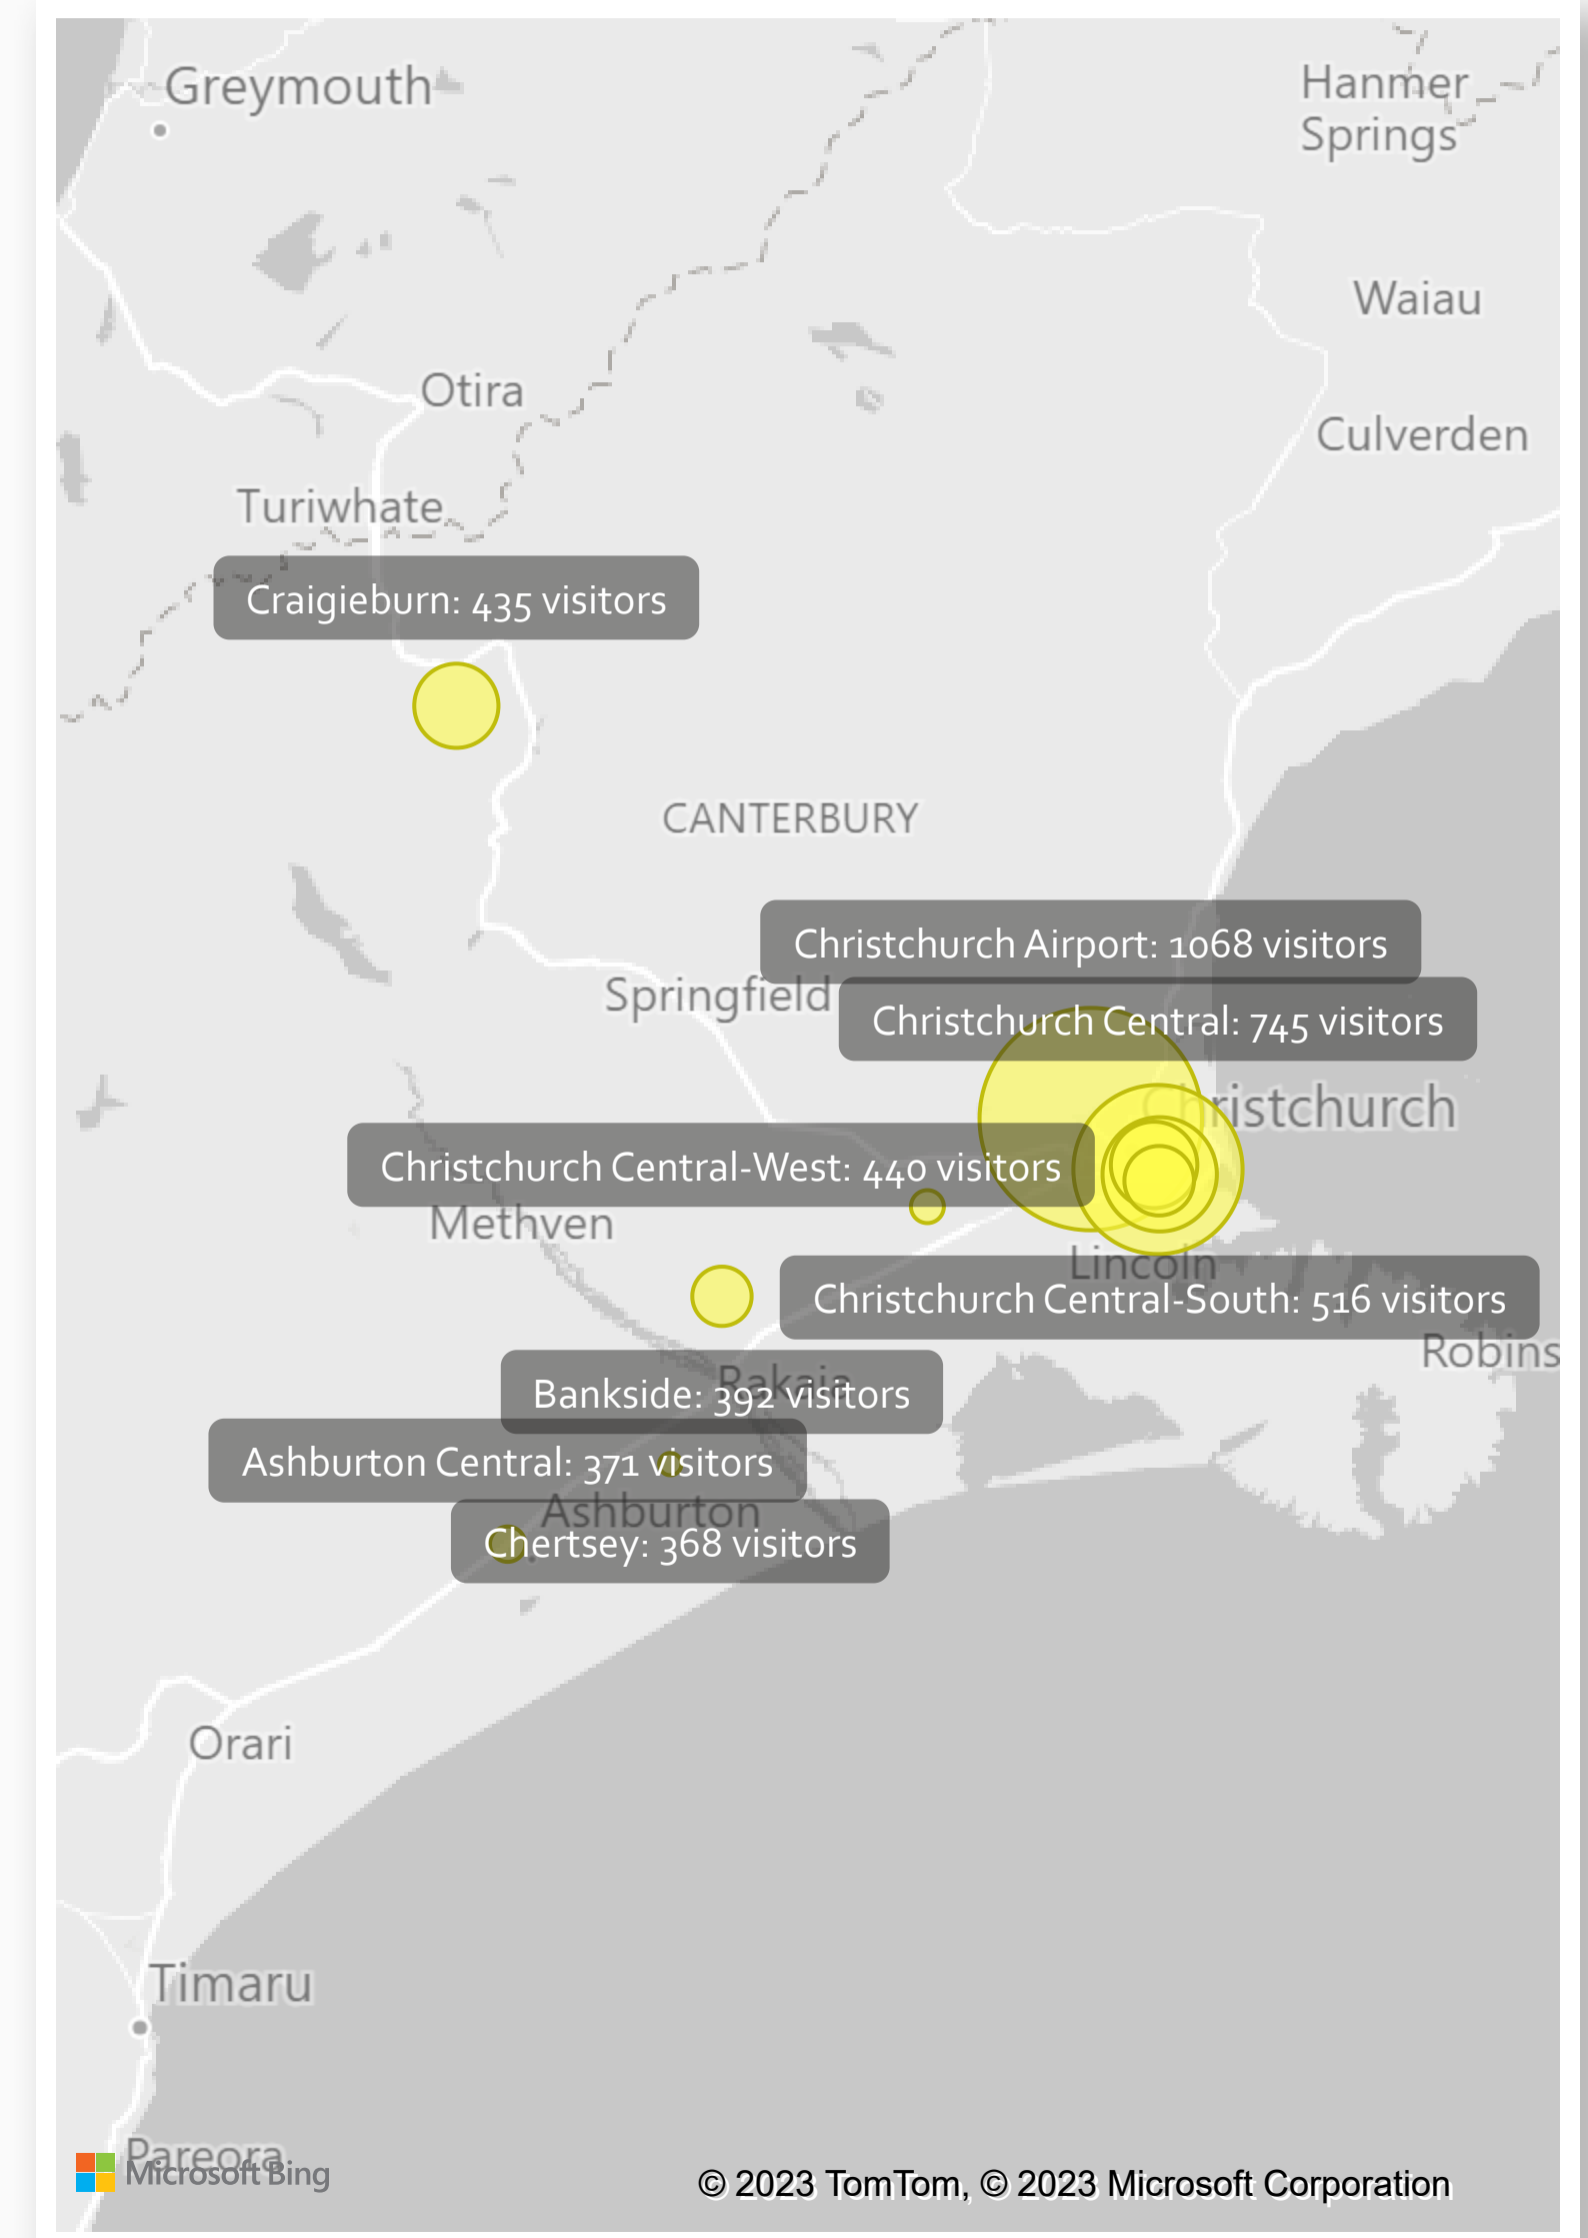 Greymouth
Hanmer
Springs
Waiau
Otira
Culverden
Turiwhate
Craigieburn: 435 visitors
CANTERBURY
Christchurch Airport: 1068 visitors
Springfield
Christchurch Central: 745 visitors
Christchurch
Christchurch Central-West: 440 visitors
Methven
Lincoln
Christchurch Central-South: 516 visitors
Robins
Rakaia
Bankside: 392 visitors
Ashburton Central: 371 visitors
Ashburton
Chertsey: 368 visitors
Orari
Timaru
Pareora
Microsoft Bing
© 2023 TomTom, © 2023 Microsoft Corporation